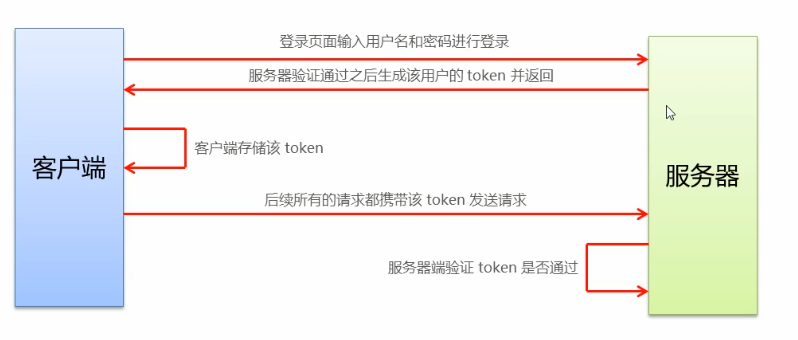 登录页面输入用户名和密码进行登录
服务器验证通过之后生成该用户的 token 并返回
客户端存储该 token
客户端
服务器
后续所有的请求都携带该 token 发送请求
服务器端验证 token 是否通过